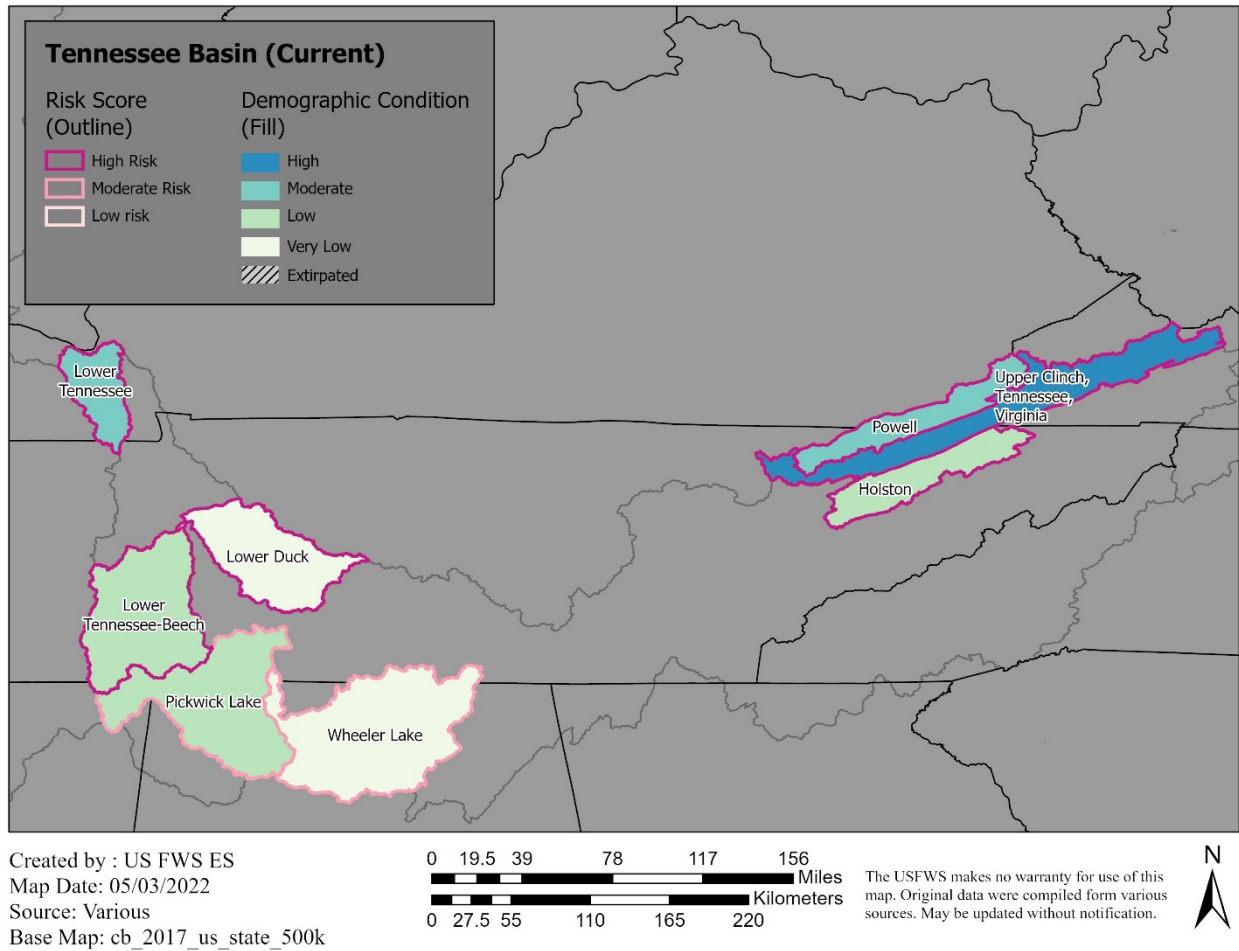 Tennessee Basin (Current)
Risk Score
(Outline)
High Risk
Moderate Risk
Low risk
Demographic Condition
(Fill)
High
Moderate
Low
Very Low
Extirpated
Lower
Tennessee
Upper Clinch,
Tennessee,
Virginia
Powell
Holston
Lower Duck
Lower
Tennessee-Beech
Pickwick Lake
Wheeler Lake
Created by : US FWS ES
Map Date: 05/03/2022
Source: Various
Base Map: cb_2017_us_state_500k
0 19.5 39 78 117 156
Miles
Kilometers
0 27.5 55 110 165 220
The USFWS makes no warranty for use of this
map. Original data were compiled form various
sources. May be updated without notification.
N